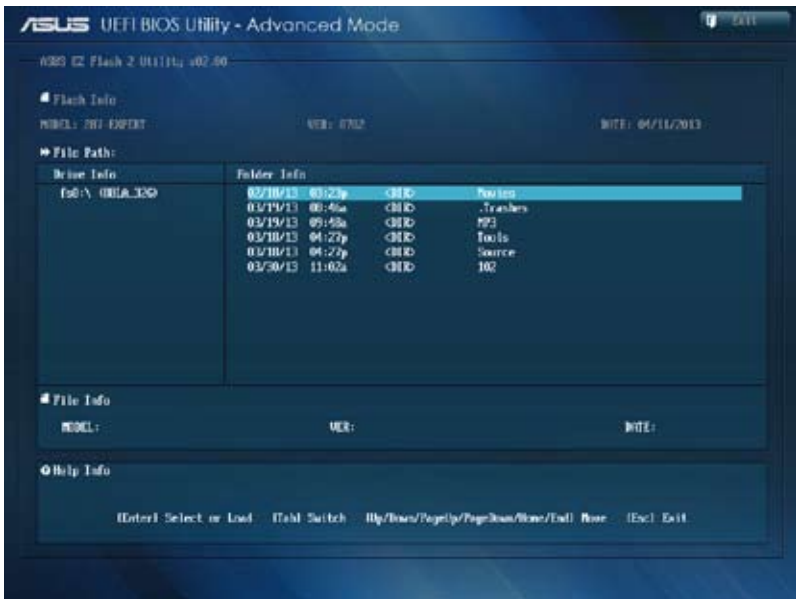 ASUS UEFI BIOS Utility - Advanced Mode
Exit
ASUS EZ Flash 2 Utility v02.00
Flash Info
MODEL: Z87-EXPERT VER: 0702 DATE: 04/11/2013
File Path:
Drive Info Folder Info
fs0:\ 02/18/13 03:23p <DIR> Movies
03/19/13 08:46a <DIR> .Trashes
03/19/13 09:48a <DIR> MP3
03/18/13 04:27p <DIR> Tools
03/18/13 04:27p <DIR> Source
03/30/13 11:02a <DIR> 102
File Info
MODEL: VER: DATE:
Help Info
[Enter] Select or Load [Tab] Switch [Up/Down/PageUp/PageDown/Home/End] Move [Esc] Exit